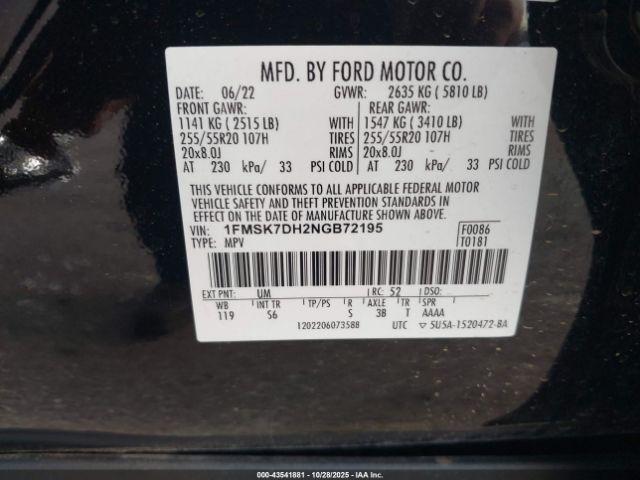 MFD. BY FORD MOTOR CO.
DATE: 06/22 GVWR: 2635 KG ( 5810 LB)
FRONT GAWR: REAR GAWR:
1141 KG ( 2515 LB) WITH 1547 KG ( 3410 LB) WITH
255/55R20 107H TIRES 255/55R20 107H TIRES
20x8.0J RIMS 20x8.0J RIMS
AT 230 kPa/ 33 PSI COLD AT 230 kPa/ 33 PSI COLD
THIS VEHICLE CONFORMS TO ALL APPLICABLE FEDERAL MOTOR
VEHICLE SAFETY AND THEFT PREVENTION STANDARDS IN
EFFECT ON THE DATE OF MANUFACTURE SHOWN ABOVE.
VIN: 1FMSK7DH2NGB72195 F0086
TYPE: MPV T0181
EXT PNT: UM RC: 52 DSO:
WB INT TR TP/PS R AXLE TR SPR
119 S6 S 3B T AAAA
1202206073588 UTC ▽ 5U5A-1520472-BA
000-43541881 | 10/28/2025 | Copyright © 2025 IAA, Inc.